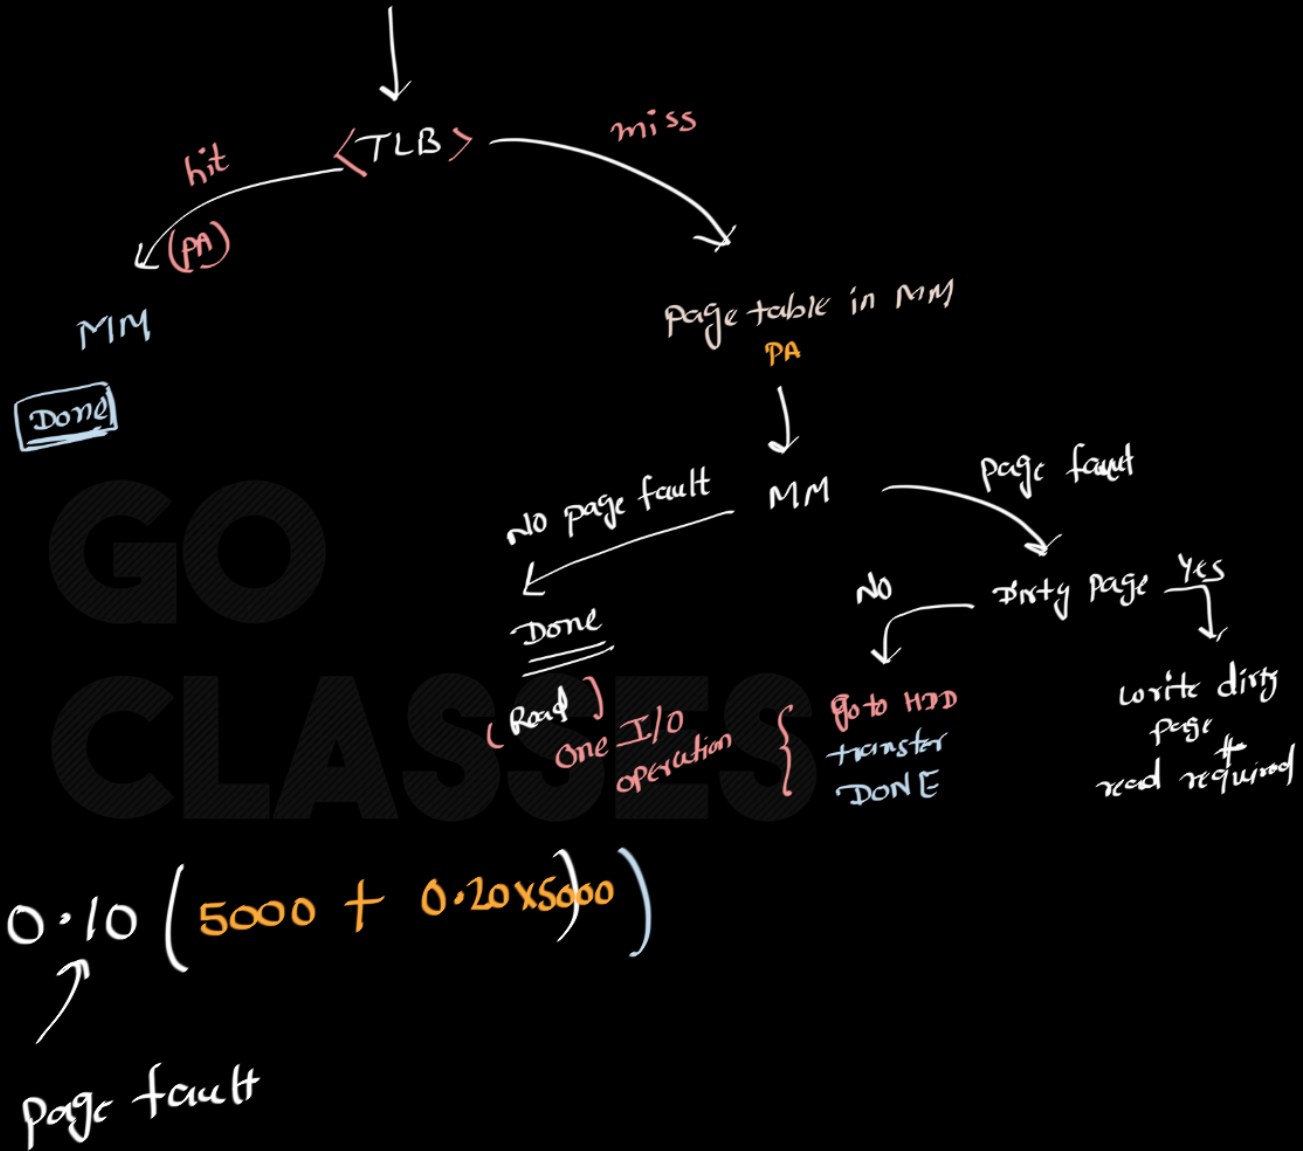 <TLB>
hit
miss
(PA)
MM
Done
Page table in MM
PA
MM
No page fault
page fault
Done
(Read)
One I/O
operation
Dirty page
No
Yes
go to HDD
transfer
DONE
write dirty
page
+
read required
GO
CLASSES
0.10 (5000 + 0.20x5000))
page fault